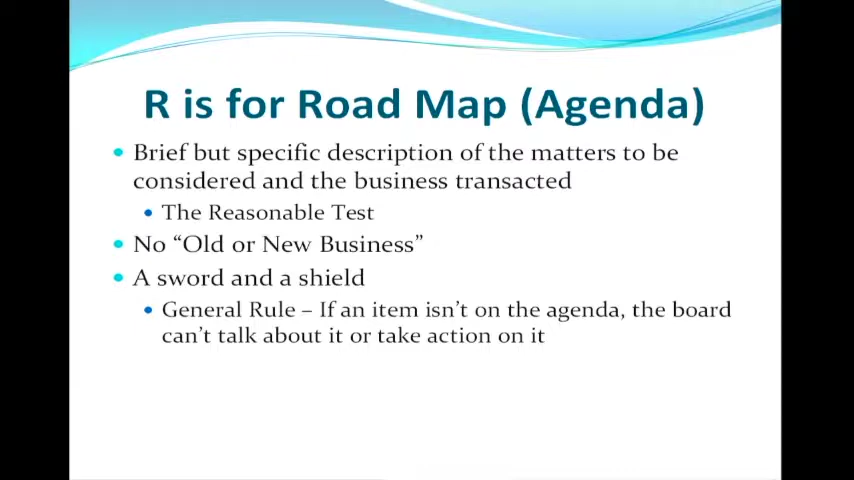 R is for Road Map (Agenda)
• Brief but specific description of the matters to be
considered and the business transacted
• The Reasonable Test
• No “Old or New Business”
• A sword and a shield
• General Rule – If an item isn’t on the agenda, the board
can’t talk about it or take action on it